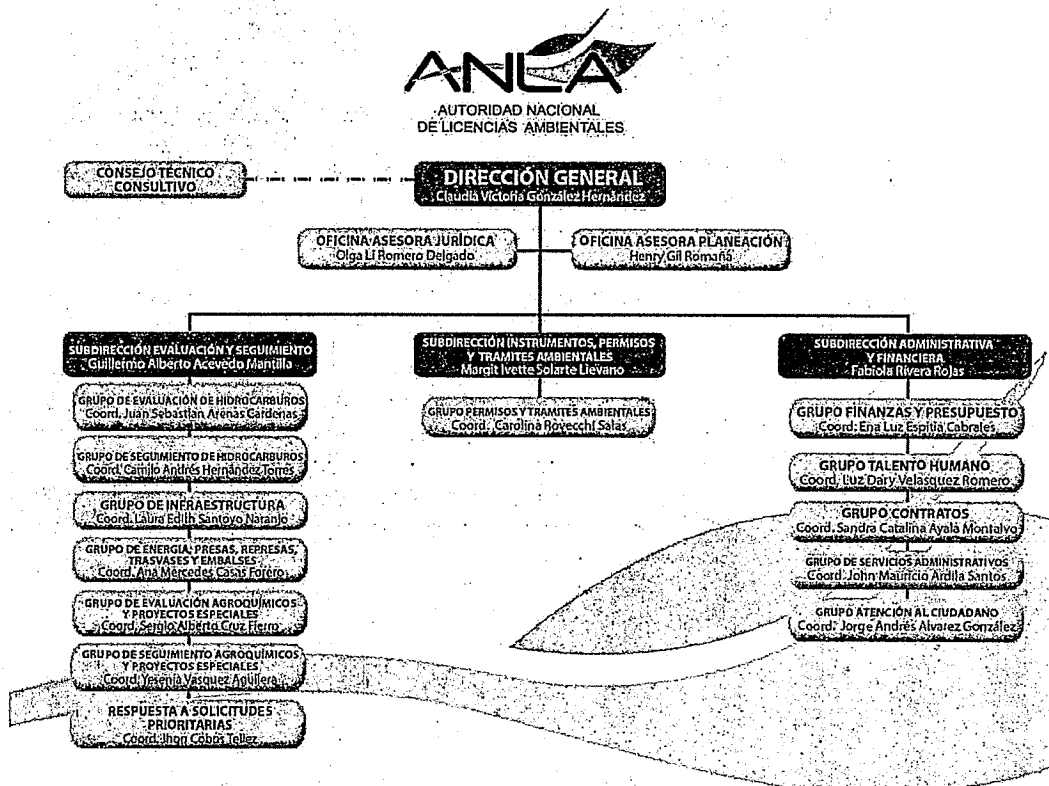 ANLA
AUTORIDAD NACIONAL
DE LICENCIAS AMBIENTALES
CONSEJO TÉCNICO
CONSULTIVO
DIRECCIÓN GENERAL
Claudia Victoria González Hernández
OFICINA ASESORA JURÍDICA
Olga Li Romero Delgado
OFICINA ASESORA PLANEACIÓN
Henry Gil Romaña
SUBDIRECCIÓN EVALUACIÓN Y SEGUIMIENTO
Guillermo Alberto Acevedo Mantilla
GRUPO DE EVALUACIÓN DE HIDROCARBUROS
Coord. Juan Sebastian Arenas Cardenas
GRUPO DE SEGUIMIENTO DE HIDROCARBUROS
Coord. Camilo Andrés Hernández Torres
GRUPO DE INFRAESTRUCTURA
Coord. Laura Edith Santoyo Naranjo
GRUPO DE ENERGIA, PRESAS, REPRESAS,
TRASVASES Y EMBALSES
Coord. Ana Mercedes Casas Forero
GRUPO DE EVALUACIÓN AGROQUÍMICOS
Y PROYECTOS ESPECIALES
Coord. Sergio Alberto Cruz Fierro
GRUPO DE SEGUIMIENTO AGROQUÍMICOS
Y PROYECTOS ESPECIALES
Coord. Yesenia Vasquez Aguilera
RESPUESTA A SOLICITUDES
PRIORITARIAS
Coord. Jhon Cobos Tellez
SUBDIRECCIÓN INSTRUMENTOS, PERMISOS
Y TRAMITES AMBIENTALES
Margit Ivette Solarte Lievano
GRUPO PERMISOS Y TRAMITES AMBIENTALES
Coord. Carolina Rovecchi Salas
SUBDIRECCIÓN ADMINISTRATIVA
Y FINANCIERA
Fabiola Rivera Rojas
GRUPO FINANZAS Y PRESUPUESTO
Coord. Ena Luz Espitia Cabrales
GRUPO TALENTO HUMANO
Coord. Luz Dary Velasquez Romero
GRUPO CONTRATOS
Coord. Sandra Catalina Ayala Montalvo
GRUPO DE SERVICIOS ADMINISTRATIVOS
Coord. John Mauricio Ardila Santos
GRUPO ATENCIÓN AL CIUDADANO
Coord. Jorge Andrés Alvarez González